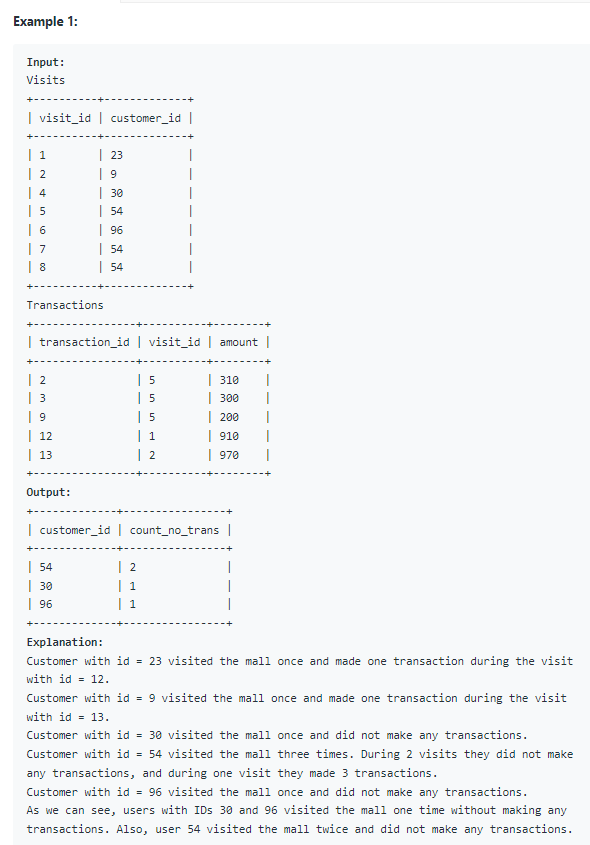 Example 1:
Input:
Visits
+----------+-------------+
| visit_id | customer_id |
+----------+-------------+
| 1        | 23          |
| 2        | 9           |
| 4        | 30          |
| 5        | 54          |
| 6        | 96          |
| 7        | 54          |
| 8        | 54          |
+----------+-------------+
Transactions
+----------------+----------+--------+
| transaction_id | visit_id | amount |
+----------------+----------+--------+
| 2              | 5        | 310    |
| 3              | 5        | 300    |
| 9              | 5        | 200    |
| 12             | 1        | 910    |
| 13             | 2        | 970    |
+----------------+----------+--------+
Output:
+-------------+----------------+
| customer_id | count_no_trans |
+-------------+----------------+
| 54          | 2              |
| 30          | 1              |
| 96          | 1              |
+-------------+----------------+
Explanation:
Customer with id = 23 visited the mall once and made one transaction during the visit
with id = 12.
Customer with id = 9 visited the mall once and made one transaction during the visit
with id = 13.
Customer with id = 30 visited the mall once and did not make any transactions.
Customer with id = 54 visited the mall three times. During 2 visits they did not make
any transactions, and during one visit they made 3 transactions.
Customer with id = 96 visited the mall once and did not make any transactions.
As we can see, users with IDs 30 and 96 visited the mall one time without making any
transactions. Also, user 54 visited the mall twice and did not make any transactions.